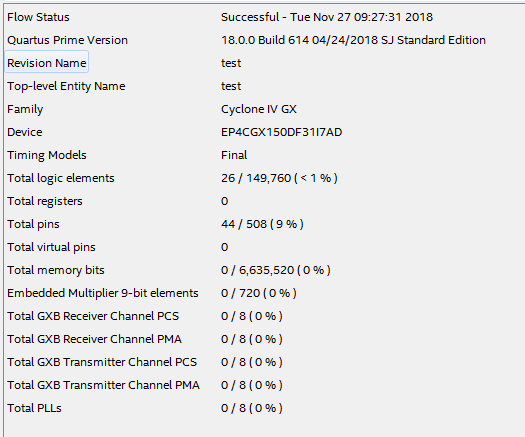 Flow Status Successful - Tue Nov 27 09:27:31 2018
Quartus Prime Version 18.0.0 Build 614 04/24/2018 SJ Standard Edition
Revision Name test
Top-level Entity Name test
Family Cyclone IV GX
Device EP4CGX150DF31I7AD
Timing Models Final
Total logic elements 26 / 149,760 ( < 1 % )
Total registers 0
Total pins 44 / 508 ( 9 % )
Total virtual pins 0
Total memory bits 0 / 6,635,520 ( 0 % )
Embedded Multiplier 9-bit elements 0 / 720 ( 0 % )
Total GXB Receiver Channel PCS 0 / 8 ( 0 % )
Total GXB Receiver Channel PMA 0 / 8 ( 0 % )
Total GXB Transmitter Channel PCS 0 / 8 ( 0 % )
Total GXB Transmitter Channel PMA 0 / 8 ( 0 % )
Total PLLs 0 / 8 ( 0 % )